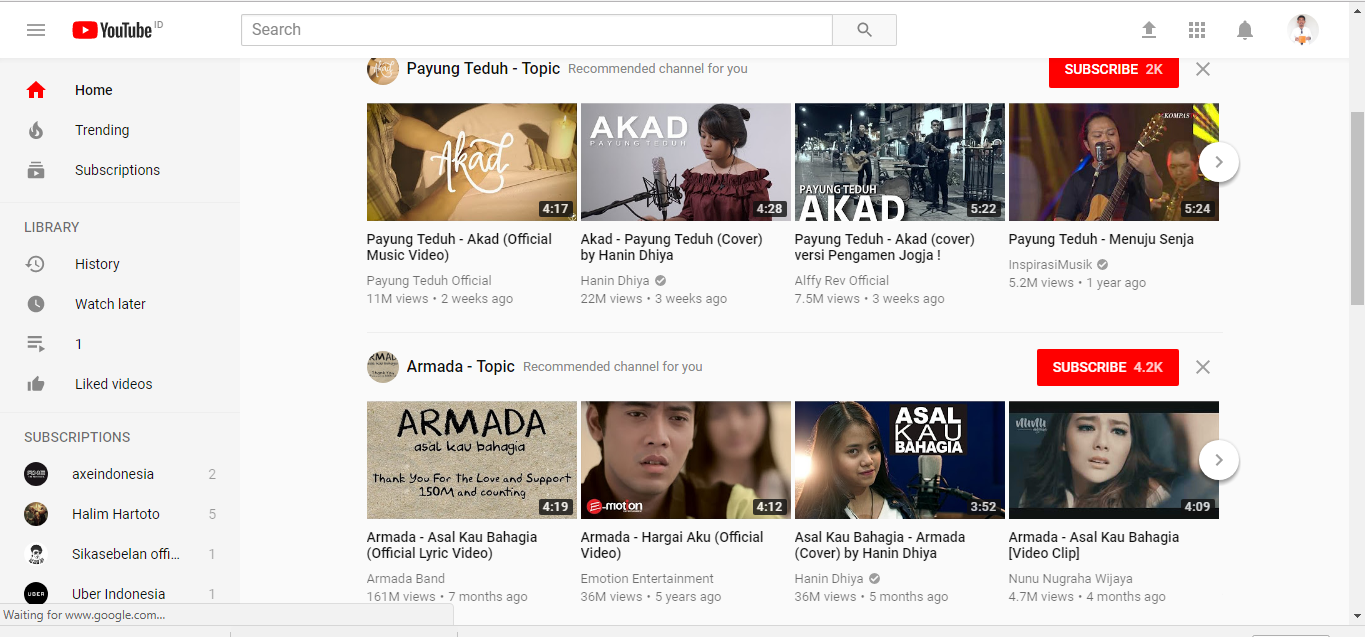 YouTube ID
Search
Home
Trending
Subscriptions
LIBRARY
History
Watch later
1
Liked videos
SUBSCRIPTIONS
axeindonesia 2
Halim Hartoto 5
Sikasebelan offi... 1
UBER
Uber Indonesia 1
Waiting for www.google.com...
Akad
Payung Teduh - Topic Recommended channel for you SUBSCRIBE 2K
Akad
4:17
AKAD
PAYUNG TEDUH
4:28
PAYUNG TEDUH
AKAD
5:22
KOMPAS
5:24
Payung Teduh - Akad (Official
Music Video)
Payung Teduh Official
11M views • 2 weeks ago
Akad - Payung Teduh (Cover)
by Hanin Dhiya
Hanin Dhiya
22M views • 3 weeks ago
Payung Teduh - Akad (cover)
versi Pengamen Jogja !
Alffy Rev Official
7.5M views • 3 weeks ago
Payung Teduh - Menuju Senja
InspirasiMusik
5.2M views • 1 year ago
Armada - Topic Recommended channel for you SUBSCRIBE 4.2K
ARMADA
asal kau bahagia
Thank You For The Love and Support
150M and counting
4:19
E-motion
4:12
ASAL
KAU
BAHAGIA
3:52
4:09
Armada - Asal Kau Bahagia
(Official Lyric Video)
Armada Band
161M views • 7 months ago
Armada - Hargai Aku (Official
Video)
Emotion Entertainment
36M views • 5 years ago
Asal Kau Bahagia - Armada
(Cover) by Hanin Dhiya
Hanin Dhiya
36M views • 5 months ago
Armada - Asal Kau Bahagia
[Video Clip]
Nunu Nugraha Wijaya
4.7M views • 4 months ago